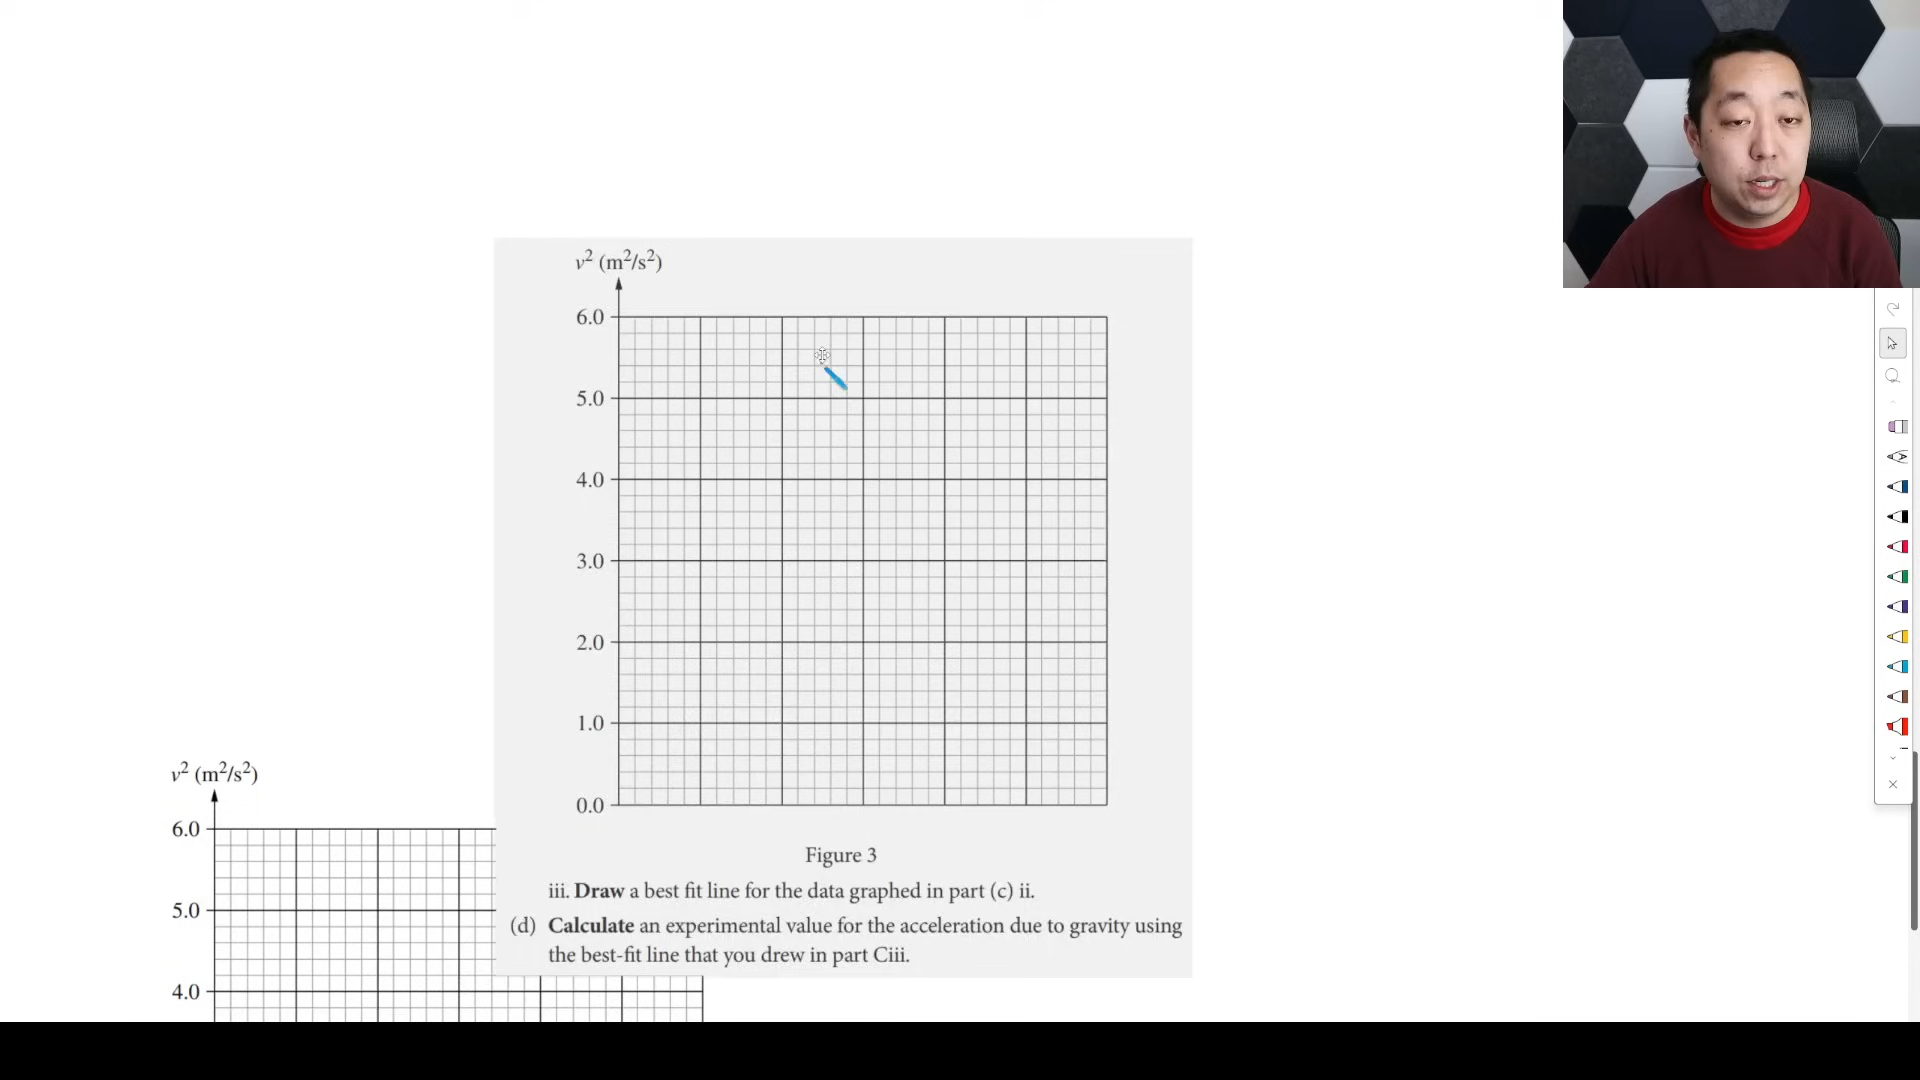 v² (m²/s²)
6.0
5.0
4.0
3.0
2.0
1.0
0.0
Figure 3
iii. Draw a best fit line for the data graphed in part (c) ii.
(d) Calculate an experimental value for the acceleration due to gravity using
the best-fit line that you drew in part Ciii.
v² (m²/s²)
6.0
5.0
4.0